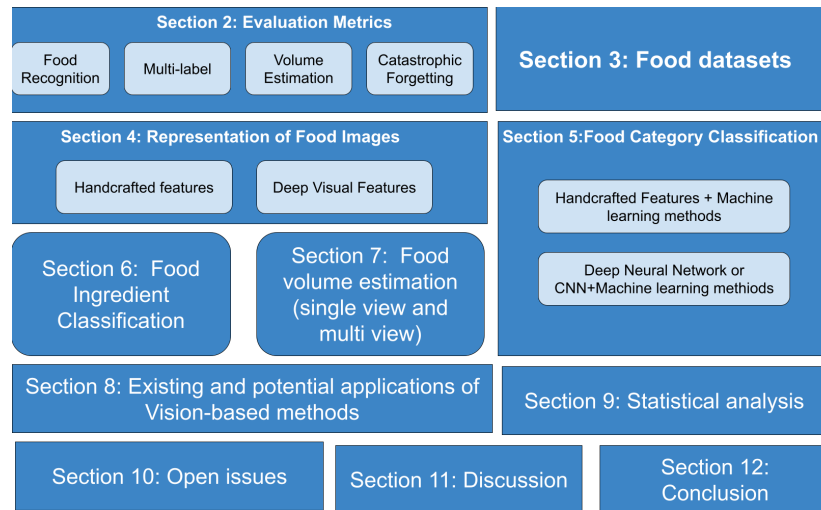 Section 2: Evaluation Metrics
Food
Recognition
Multi-label
Volume
Estimation
Catastrophic
Forgetting
Section 3: Food datasets
Section 4: Representation of Food Images
Handcrafted features
Deep Visual Features
Section 5:Food Category Classification
Handcrafted Features + Machine
learning methods
Deep Neural Network or
CNN+Machine learning methiods
Section 6: Food
Ingredient
Classification
Section 7: Food
volume estimation
(single view and
multi view)
Section 8: Existing and potential applications of
Vision-based methods
Section 9: Statistical analysis
Section 10: Open issues
Section 11: Discussion
Section 12:
Conclusion